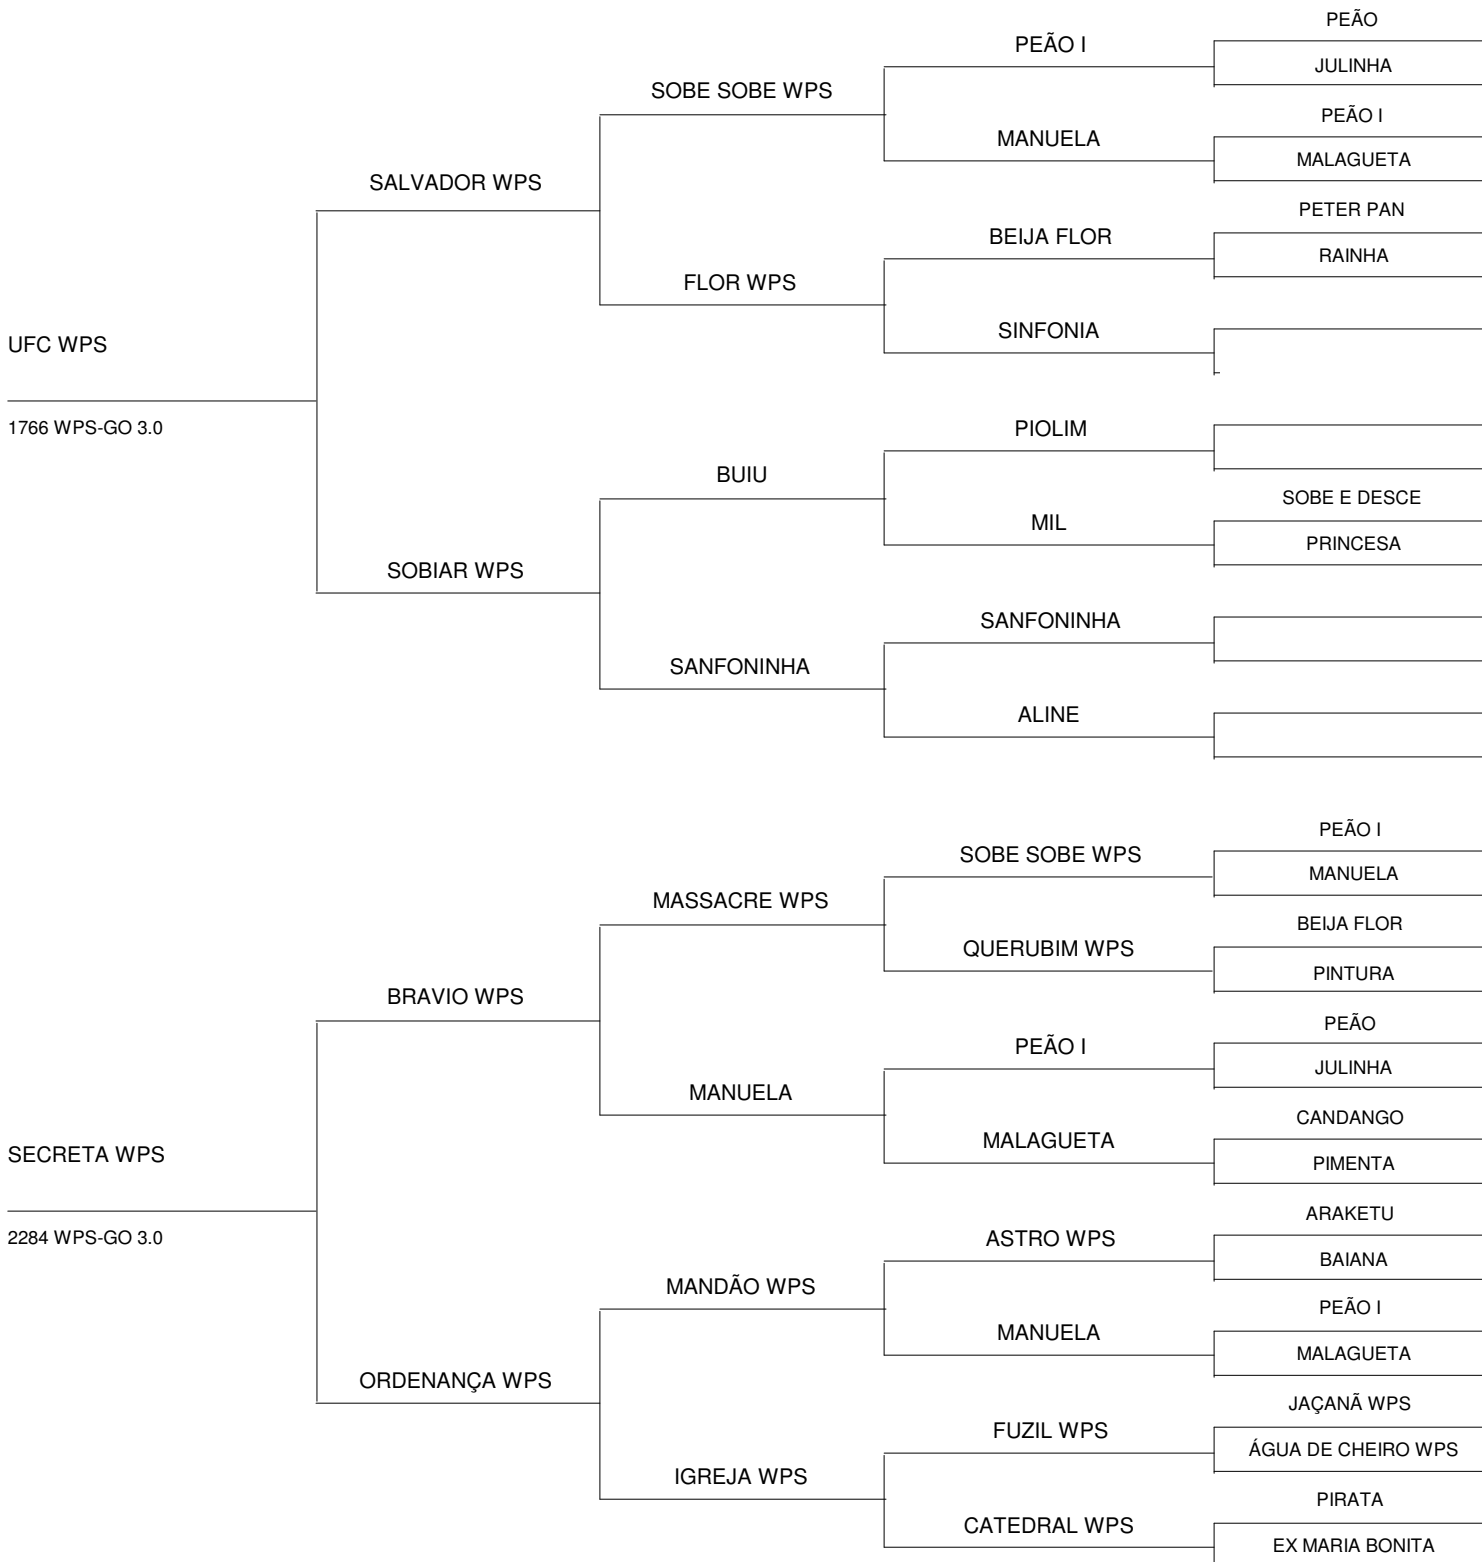 PEÃO
PEÃO I
JULINHA
SOBE SOBE WPS
PEÃO I
MANUELA
MALAGUETA
SALVADOR WPS
PETER PAN
BEIJA FLOR
RAINHA
FLOR WPS
SINFONIA
UFC WPS
1766 WPS-GO 3.0
PIOLIM
BUIU
SOBE E DESCE
MIL
PRINCESA
SOBIAR WPS
SANFONINHA
SANFONINHA
ALINE
PEÃO I
SOBE SOBE WPS
MANUELA
MASSACRE WPS
BEIJA FLOR
QUERUBIM WPS
PINTURA
BRAVIO WPS
PEÃO
PEÃO I
JULINHA
MANUELA
CANDANGO
MALAGUETA
PIMENTA
SECRETA WPS
2284 WPS-GO 3.0
ARAKETU
ASTRO WPS
BAIANA
MANDÃO WPS
PEÃO I
MANUELA
MALAGUETA
ORDENANÇA WPS
JAÇANÃ WPS
FUZIL WPS
ÁGUA DE CHEIRO WPS
IGREJA WPS
PIRATA
CATEDRAL WPS
EX MARIA BONITA